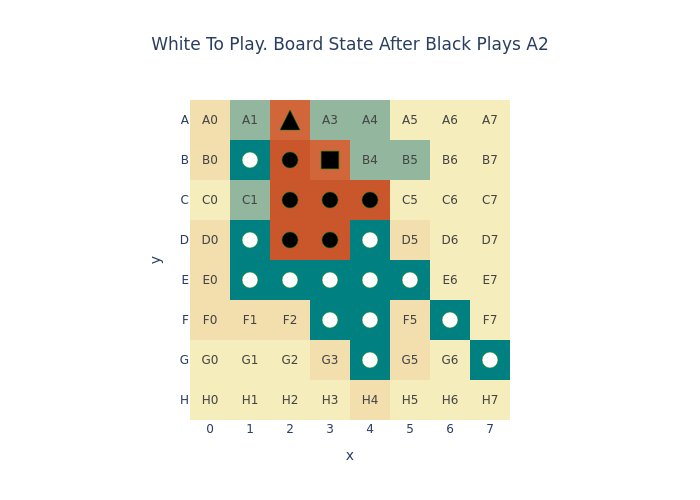 White To Play. Board State After Black Plays A2
A A0 A1 A3 A4 A5 A6 A7
B B0 B4 B5 B6 B7
C C0 C1 C5 C6 C7
D D0 D5 D6 D7
y
E E0 E6 E7
F F0 F1 F2 F5 F7
G G0 G1 G2 G3 G5 G6
H H0 H1 H2 H3 H4 H5 H6 H7
0 1 2 3 4 5 6 7
x